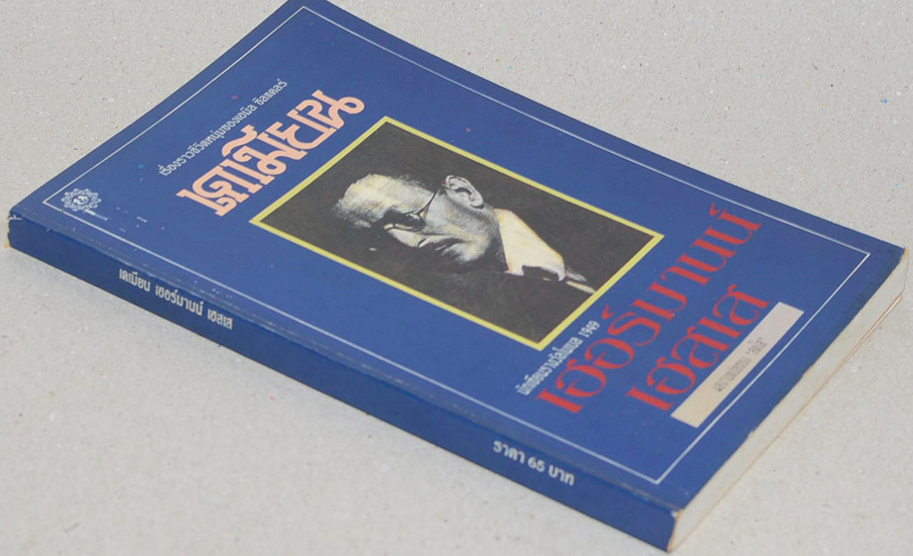 เรื่องราวชีวิตหนุ่มของเอมิล ซินแคลร์
เดเมียน
นักเขียนรางวัลโนเบล 1949
เฮอร์มานน์
เฮสเส
เดเมียน เฮอร์มานน์ เฮสเส
ราคา 65 บาท